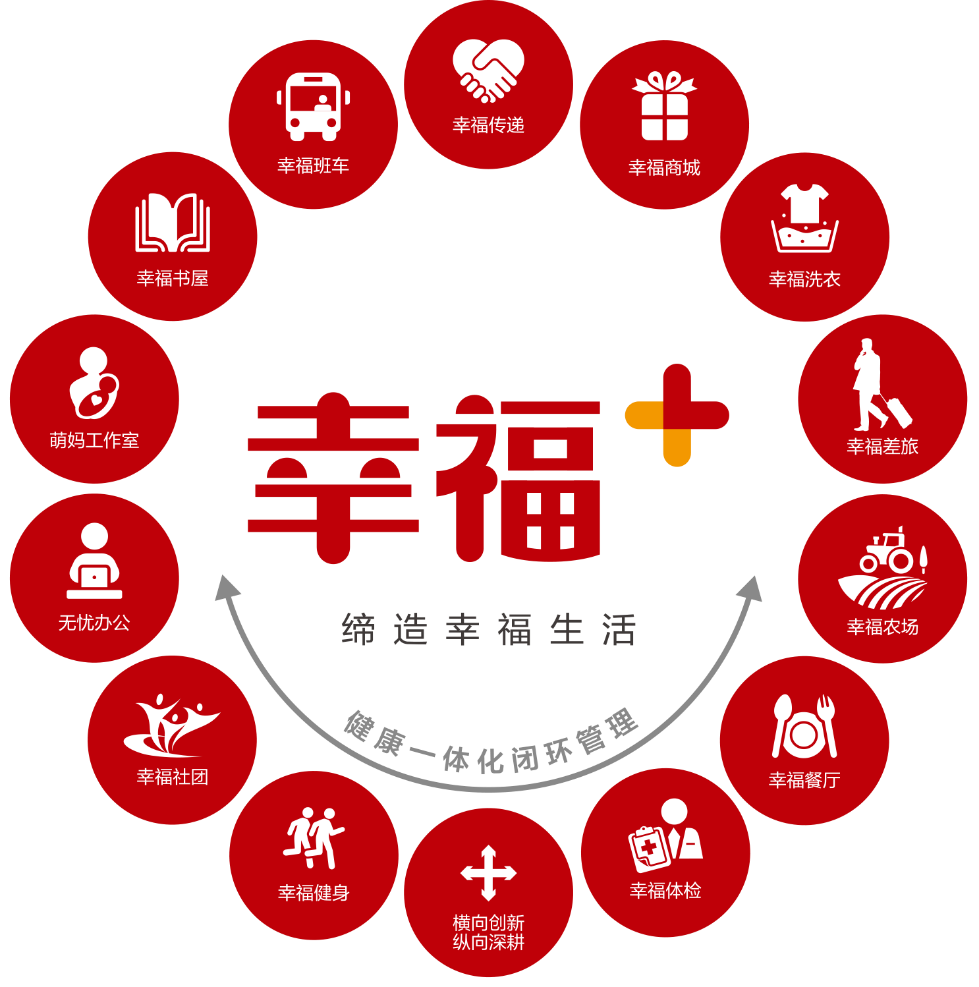 幸福传递
幸福商城
幸福洗衣
幸福差旅
幸福农场
幸福餐厅
幸福体检
横向创新
纵向深耕
幸福健身
幸福社团
无忧办公
萌妈工作室
幸福书屋
幸福班车
幸福+
缔造幸福生活
健康一体化闭环管理